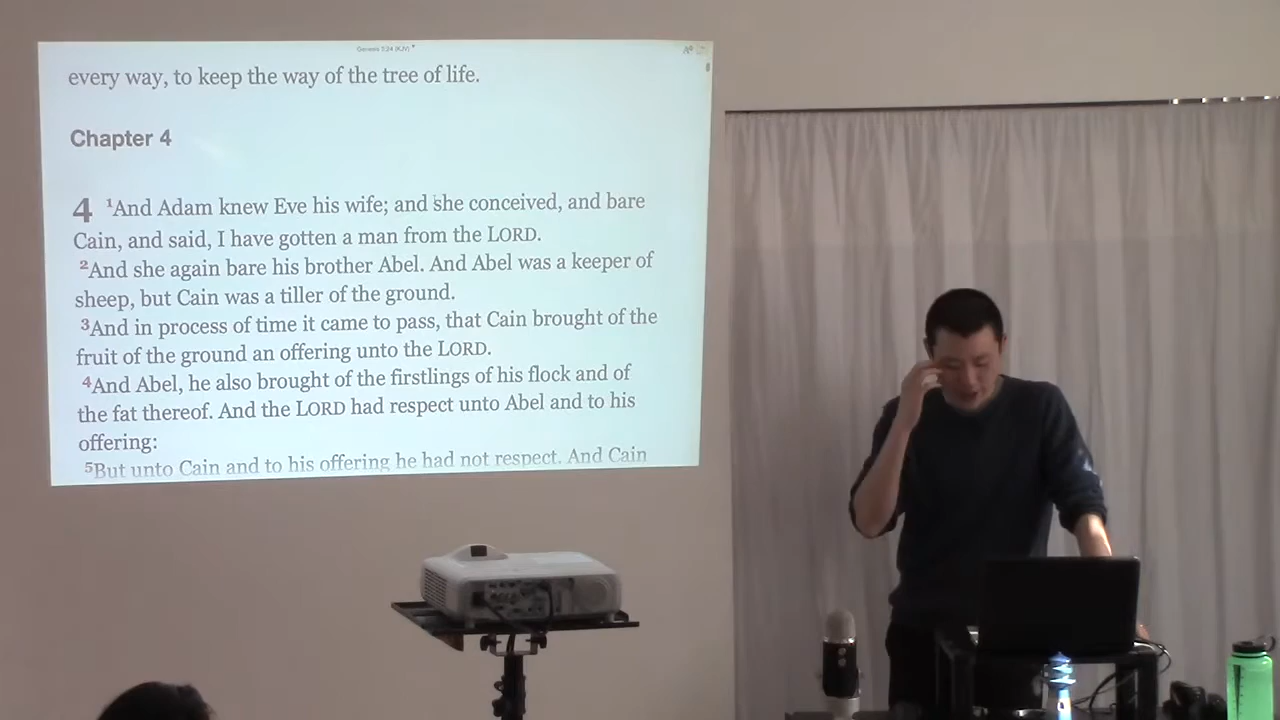 Genesis 3:24 (KJV)
every way, to keep the way of the tree of life.
Chapter 4
4 ¹And Adam knew Eve his wife; and she conceived, and bare
Cain, and said, I have gotten a man from the LORD.
²And she again bare his brother Abel. And Abel was a keeper of
sheep, but Cain was a tiller of the ground.
³And in process of time it came to pass, that Cain brought of the
fruit of the ground an offering unto the LORD.
⁴And Abel, he also brought of the firstlings of his flock and of
the fat thereof. And the LORD had respect unto Abel and to his
offering:
⁵But unto Cain and to his offering he had not respect. And Cain